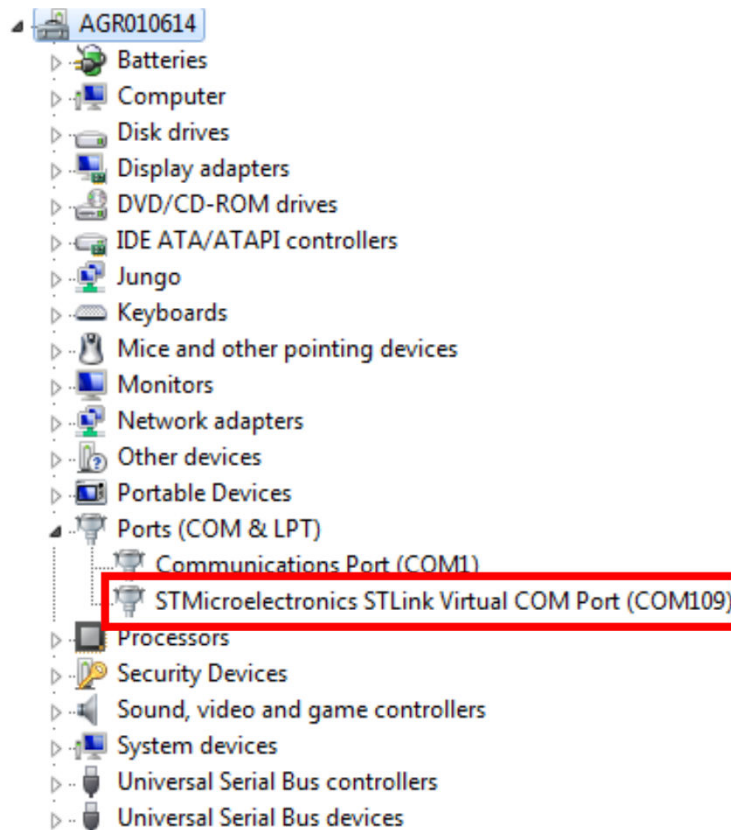 AGR010614
Batteries
Computer
Disk drives
Display adapters
DVD/CD-ROM drives
IDE ATA/ATAPI controllers
Jungo
Keyboards
Mice and other pointing devices
Monitors
Network adapters
Other devices
Portable Devices
Ports (COM & LPT)
Communications Port (COM1)
STMicroelectronics STLink Virtual COM Port (COM109)
Processors
Security Devices
Sound, video and game controllers
System devices
Universal Serial Bus controllers
Universal Serial Bus devices